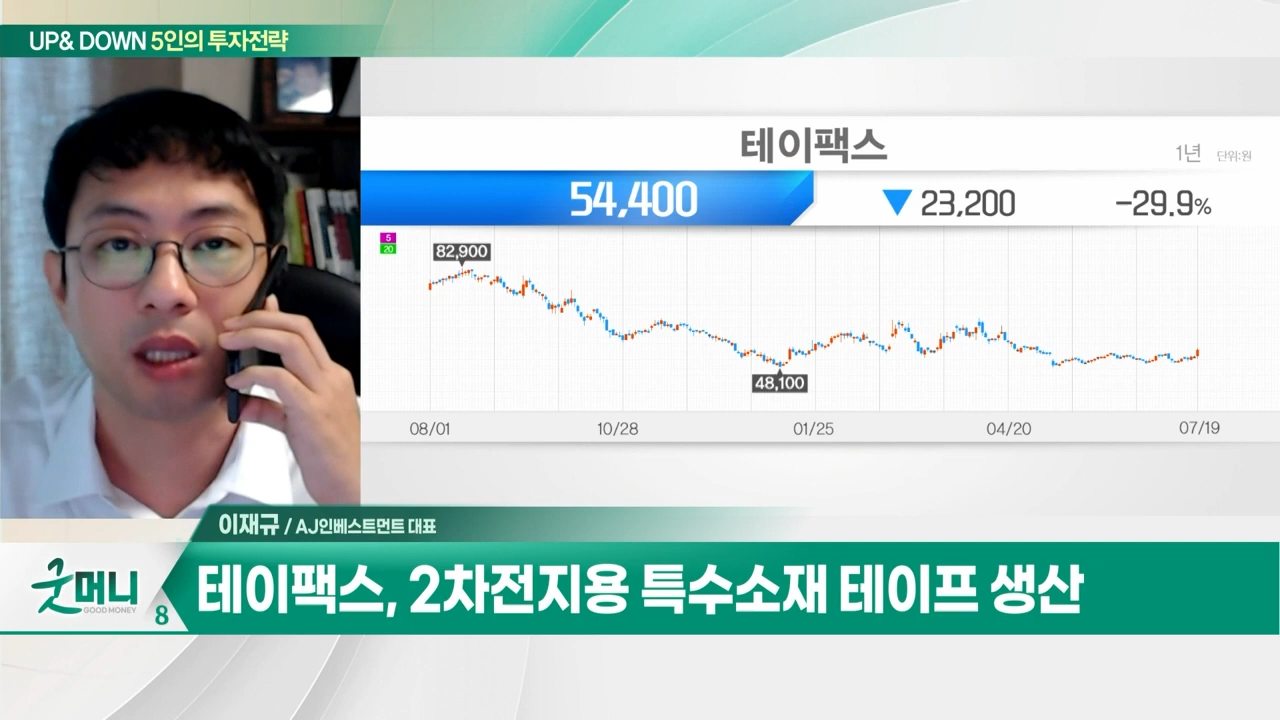 UP& DOWN 5인의 투자전략
테이팩스
1년 단위:원
54,400 ▼ 23,200 -29.9%
5
20
82,900
48,100
08/01 10/28 01/25 04/20 07/19
이재규 / AJ인베스트먼트 대표
굿머니
GOOD MONEY
8
테이팩스, 2차전지용 특수소재 테이프 생산